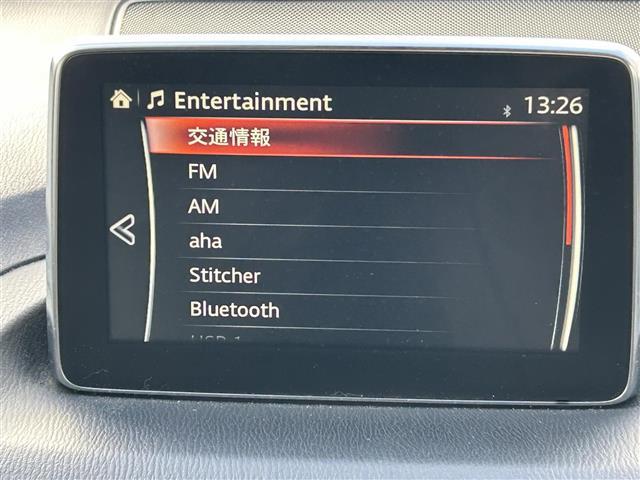 Entertainment 13:26
交通情報
FM
AM
aha
Stitcher
Bluetooth